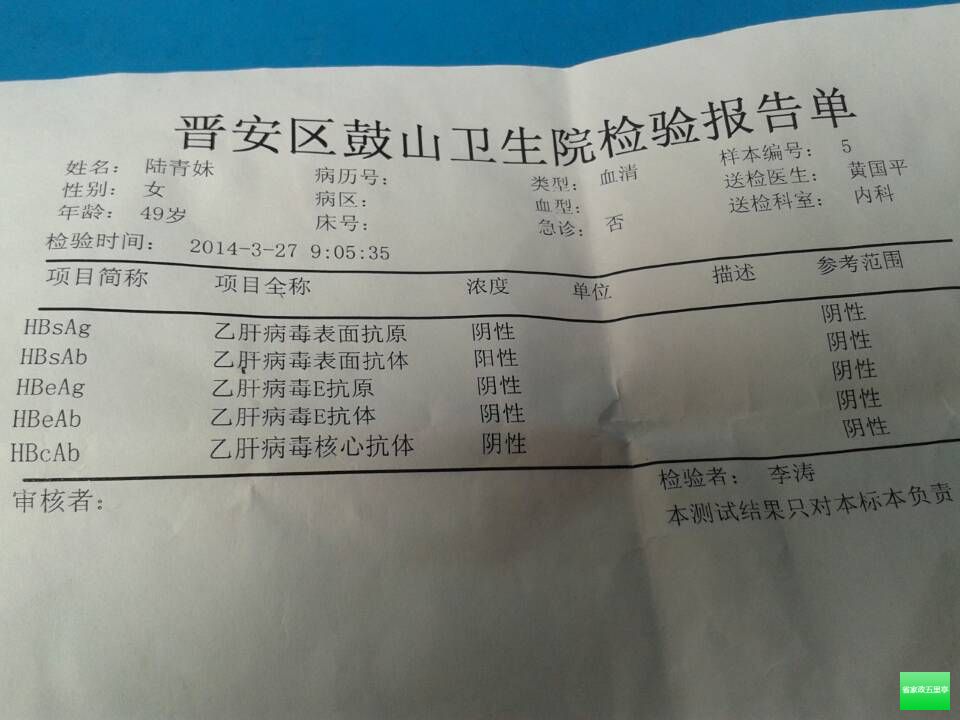 晋安区鼓山卫生院检验报告单
姓名: 陆青妹 病历号: 类型: 血清 样本编号: 5
性别: 女 病区: 血型: 送检医生: 黄国平
年龄: 49岁 床号: 急诊: 否 送检科室: 内科
检验时间: 2014-3-27 9:05:35
项目简称 项目全称 浓度 单位 描述 参考范围
HBsAg 乙肝病毒表面抗原 阴性 阴性
HBsAb 乙肝病毒表面抗体 阳性 阴性
HBeAg 乙肝病毒E抗原 阴性 阴性
HBeAb 乙肝病毒E抗体 阴性 阴性
HBcAb 乙肝病毒核心抗体 阴性 阴性
审核者: 检验者: 李涛
本测试结果只对本标本负责
省家政五里亭